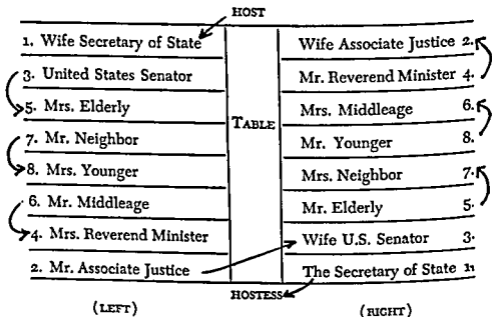 HOST
1. Wife Secretary of State
Wife Associate Justice 2.
3. United States Senator
Mr. Reverend Minister 4.
5. Mrs. Elderly
Mrs. Middleage 6.
TABLE
7. Mr. Neighbor
Mr. Younger 8.
8. Mrs. Younger
Mrs. Neighbor 7.
6. Mr. Middleage
Mr. Elderly 5.
4. Mrs. Reverend Minister
Wife U.S. Senator 3.
2. Mr. Associate Justice
The Secretary of State 1.
HOSTESS
(LEFT)
(RIGHT)